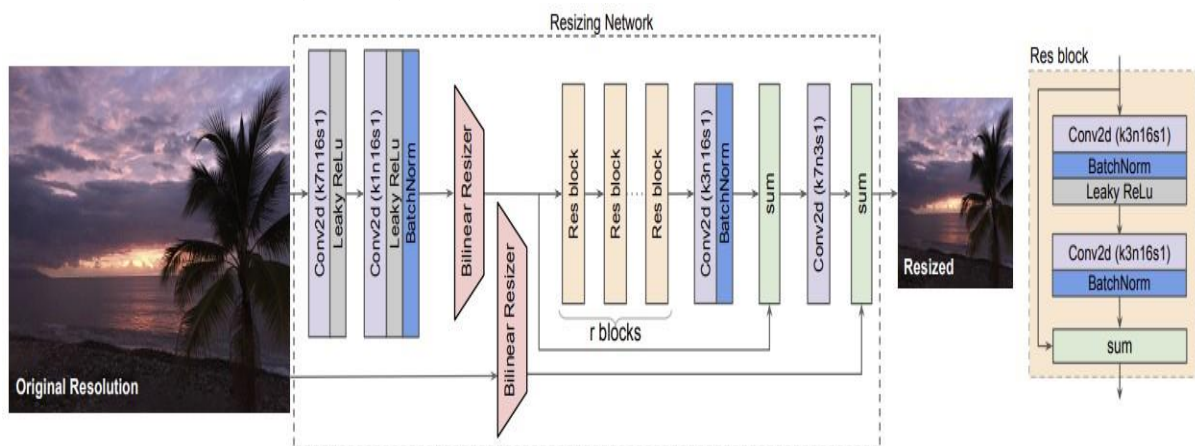 Resizing Network
Original Resolution
Conv2d (k7n16s1)
Leaky ReLU
Conv2d (k1n16s1)
Leaky ReLu
BatchNorm
Bilinear Resizer
Bilinear Resizer
Res block
Res block
......
Res block
r blocks
Conv2d (k3n16s1)
BatchNorm
sum
Conv2d (k7n3s1)
sum
Resized
Res block
Conv2d (k3n16s1)
BatchNorm
Leaky ReLu
Conv2d (k3n16s1)
BatchNorm
sum